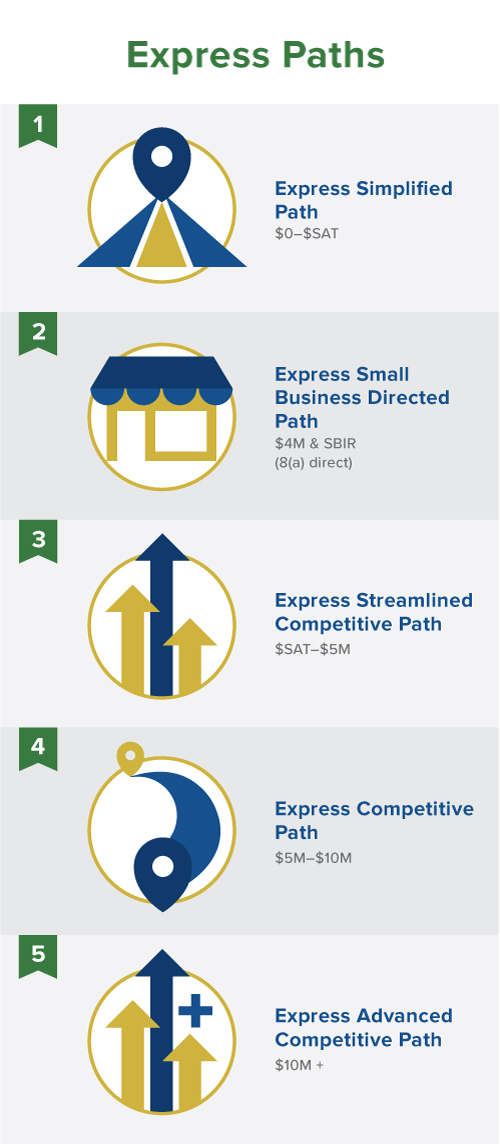 Express Paths
1
Express Simplified
Path
$0–$SAT
2
Express Small
Business Directed
Path
$4M & SBIR
(8(a) direct)
3
Express Streamlined
Competitive Path
$SAT–$5M
4
Express Competitive
Path
$5M–$10M
5
Express Advanced
Competitive Path
$10M +